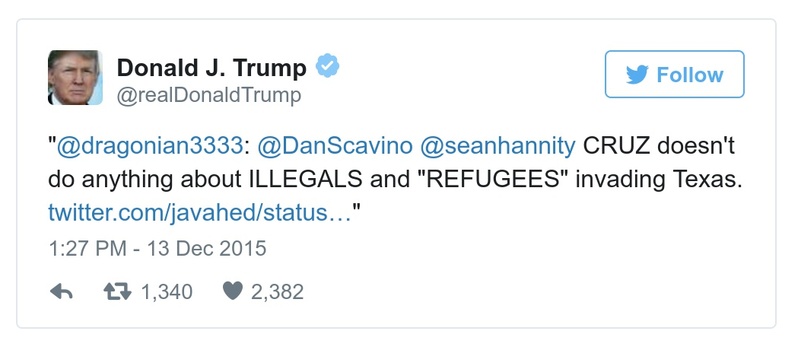 Donald J. Trump
@realDonaldTrump
Follow
"@dragonian3333: @DanScavino @seanhannity CRUZ doesn't
do anything about ILLEGALS and "REFUGEES" invading Texas.
twitter.com/javahed/status…"
1:27 PM - 13 Dec 2015
1,340 2,382